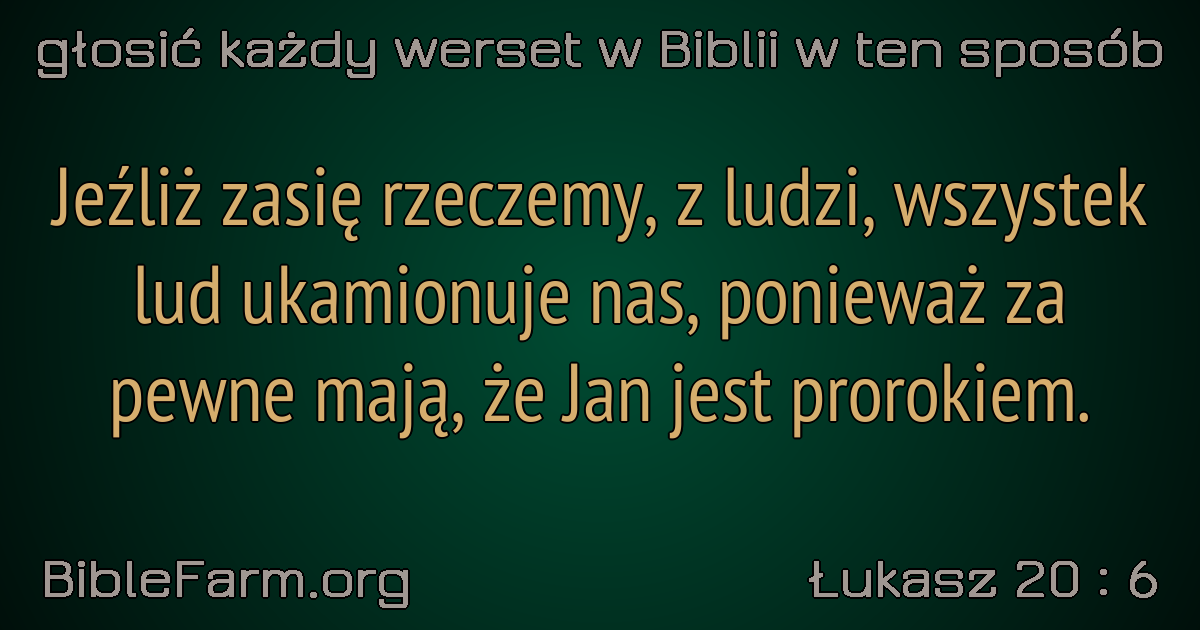 głosić każdy werset w Biblii w ten sposób
Jeźliż zasię rzeczemy, z ludzi, wszystek
lud ukamionuje nas, ponieważ za
pewne mają, że Jan jest prorokiem.
BibleFarm.org
Łukasz 20 : 6